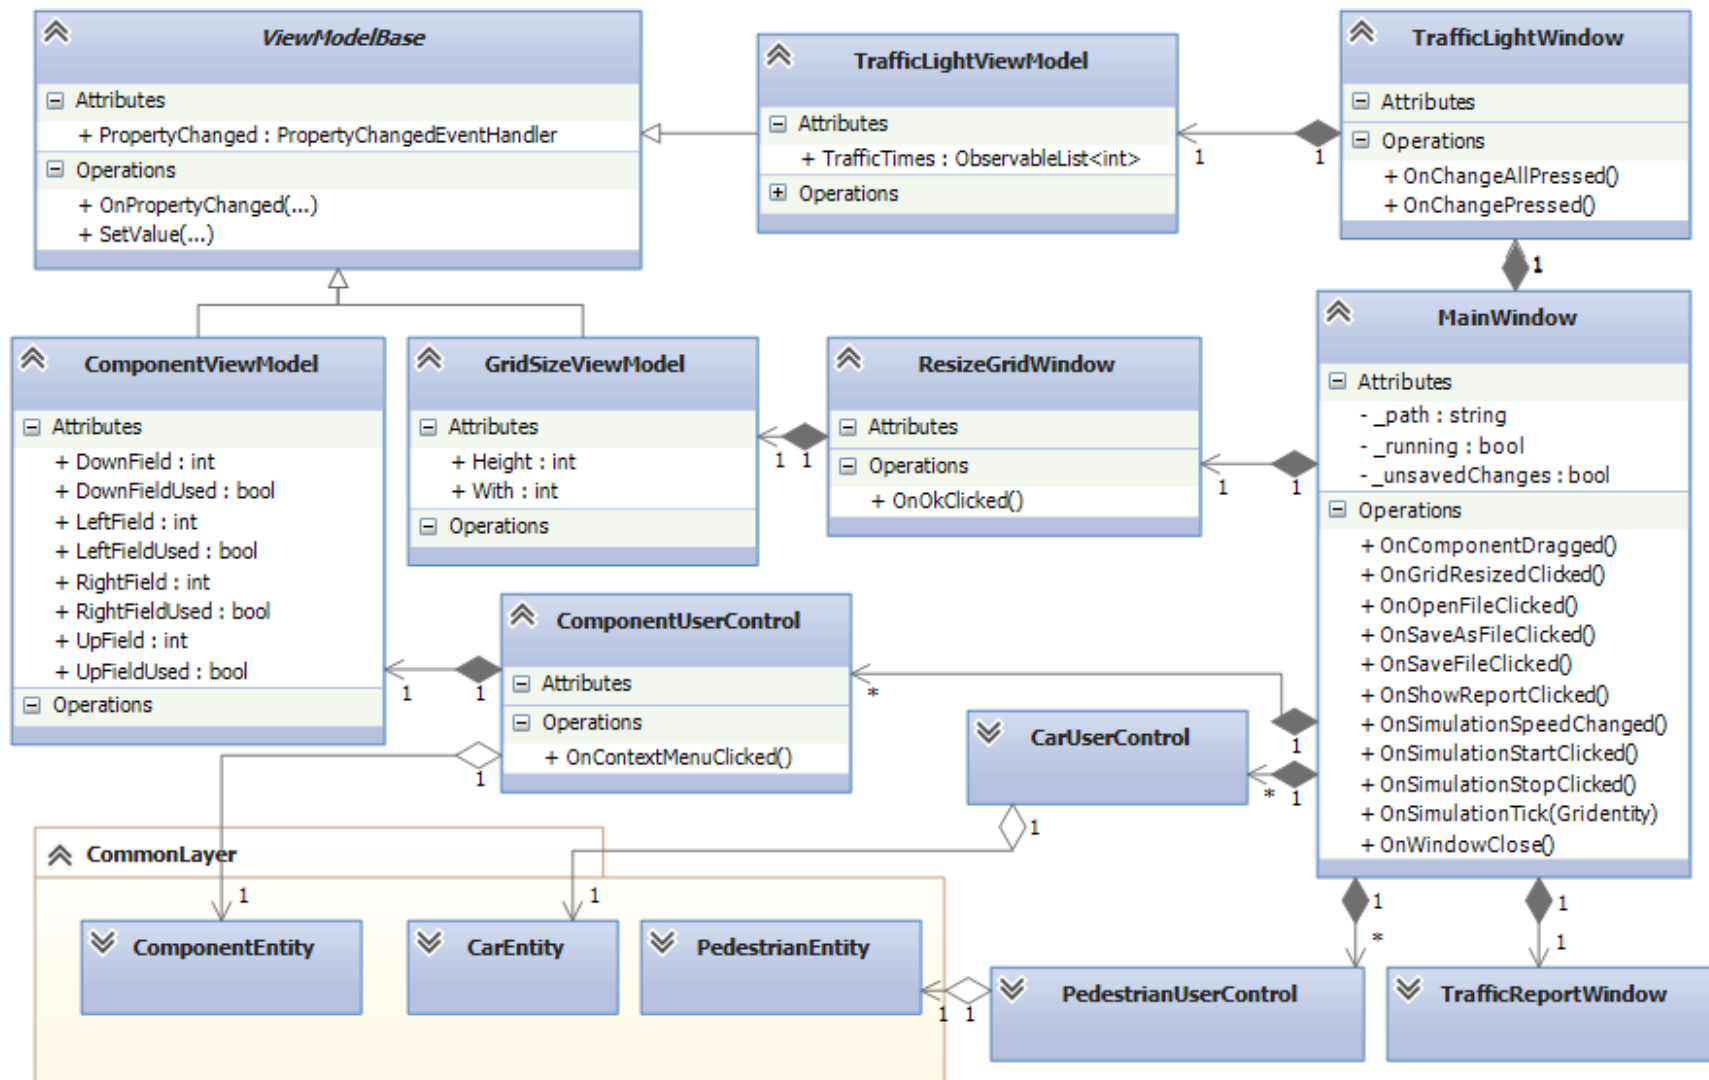 ViewModelBase
Attributes
+ PropertyChanged : PropertyChangedEventHandler
Operations
+ OnPropertyChanged(...)
+ SetValue(...)
TrafficLightViewModel
Attributes
+ TrafficTimes : ObservableList<int>
Operations
1
1
TrafficLightWindow
Attributes
Operations
+ OnChangeAllPressed()
+ OnChangePressed()
1
ComponentViewModel
Attributes
+ DownField : int
+ DownFieldUsed : bool
+ LeftField : int
+ LeftFieldUsed : bool
+ RightField : int
+ RightFieldUsed : bool
+ UpField : int
+ UpFieldUsed : bool
Operations
GridSizeViewModel
Attributes
+ Height : int
+ With : int
Operations
1 1
ResizeGridWindow
Attributes
Operations
+ OnOkClicked()
1
1
MainWindow
Attributes
- _path : string
- _running : bool
- _unsavedChanges : bool
Operations
+ OnComponentDragged()
+ OnGridResizedClicked()
+ OnOpenFileClicked()
+ OnSaveAsFileClicked()
+ OnSaveFileClicked()
+ OnShowReportClicked()
+ OnSimulationSpeedChanged()
+ OnSimulationStartClicked()
+ OnSimulationStopClicked()
+ OnSimulationTick(Gridentity)
+ OnWindowClose()
1
1
ComponentUserControl
Attributes
Operations
+ OnContextMenuClicked()
1
*
1
CarUserControl
* 1
1
CommonLayer
1
1
ComponentEntity
CarEntity
PedestrianEntity
1 1
1
*
PedestrianUserControl
1
1
TrafficReportWindow